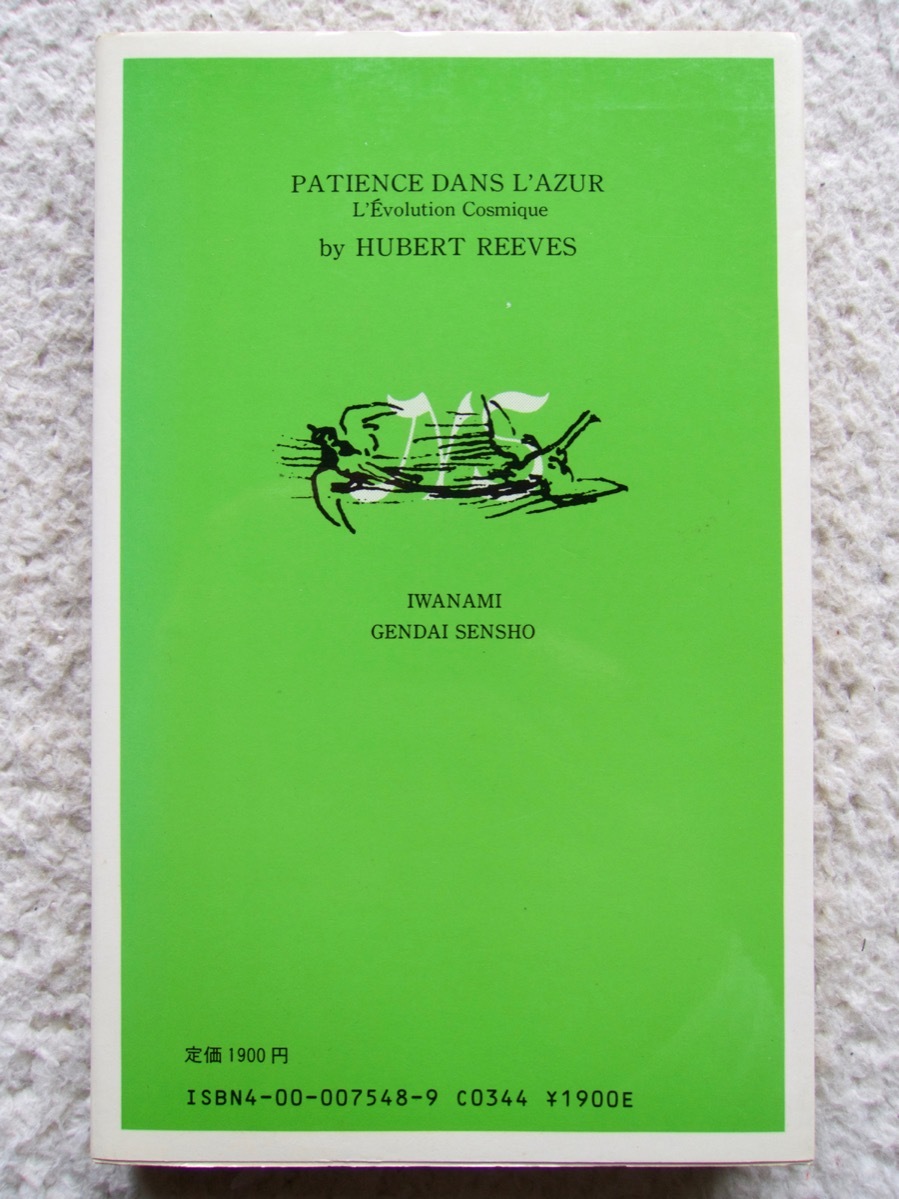 PATIENCE DANS L'AZUR
L'Évolution Cosmique
by HUBERT REEVES
IWANAMI
GENDAI SENSHO
定価 1900 円
ISBN4-00-007548-9 C0344 ¥1900E